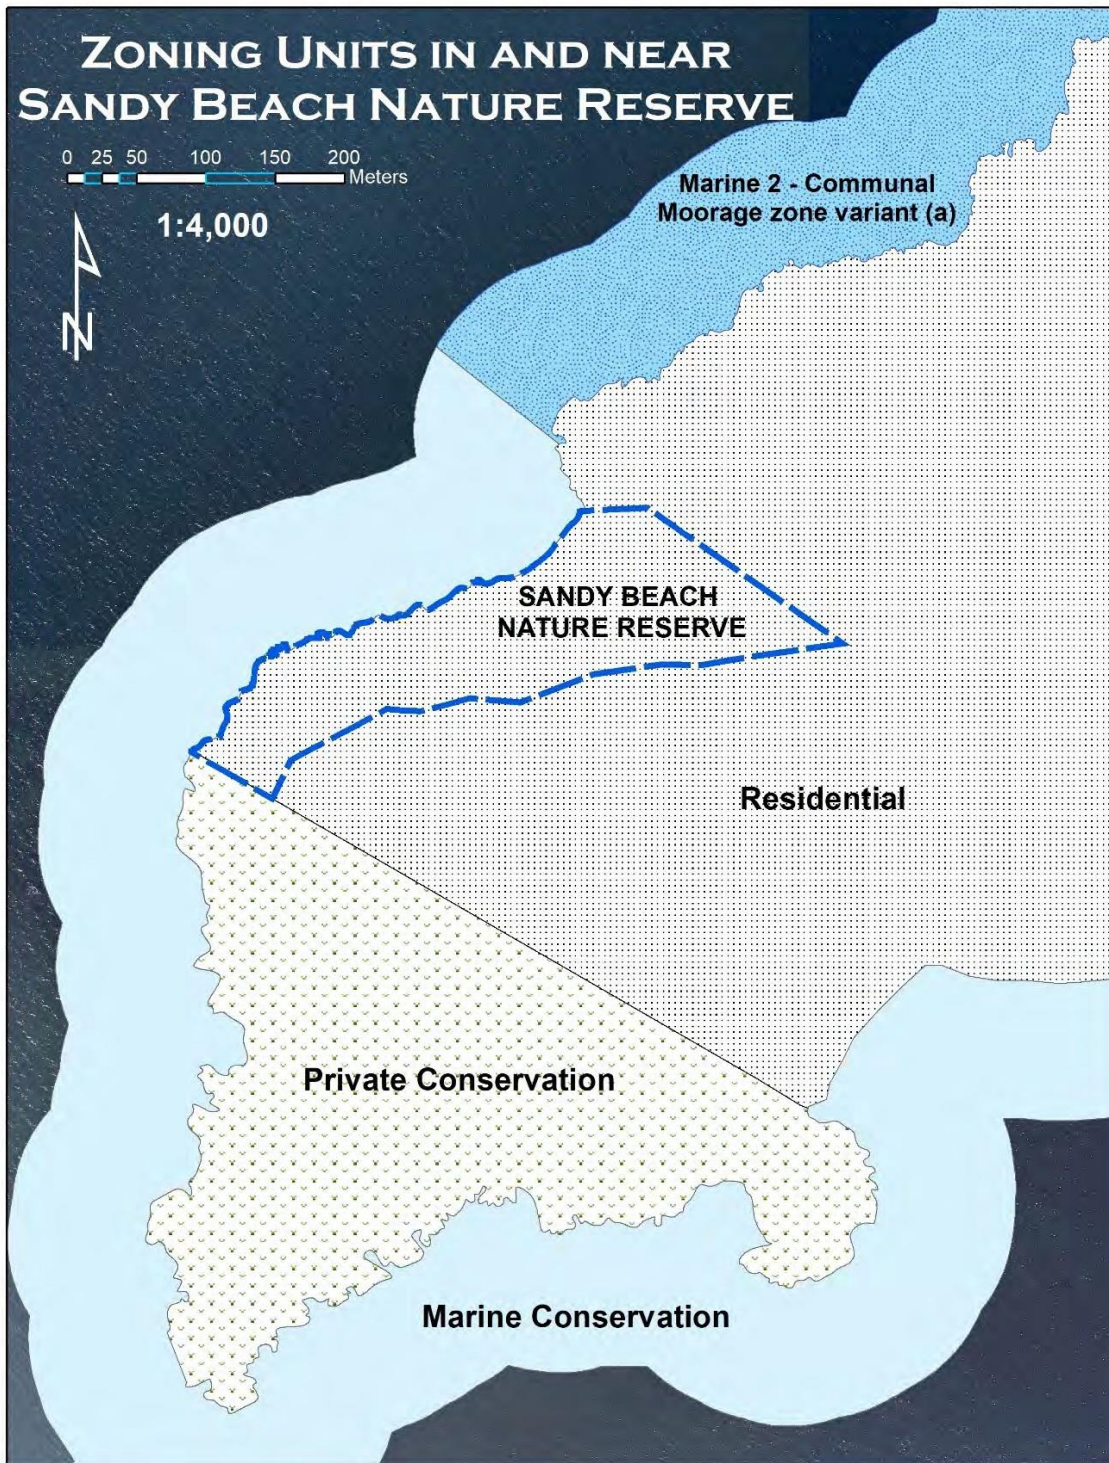 ZONING UNITS IN AND NEAR
SANDY BEACH NATURE RESERVE
0 25 50 100 150 200
Meters
1:4,000
N
Marine 2 - Communal
Moorage zone variant (a)
SANDY BEACH
NATURE RESERVE
Residential
Private Conservation
Marine Conservation